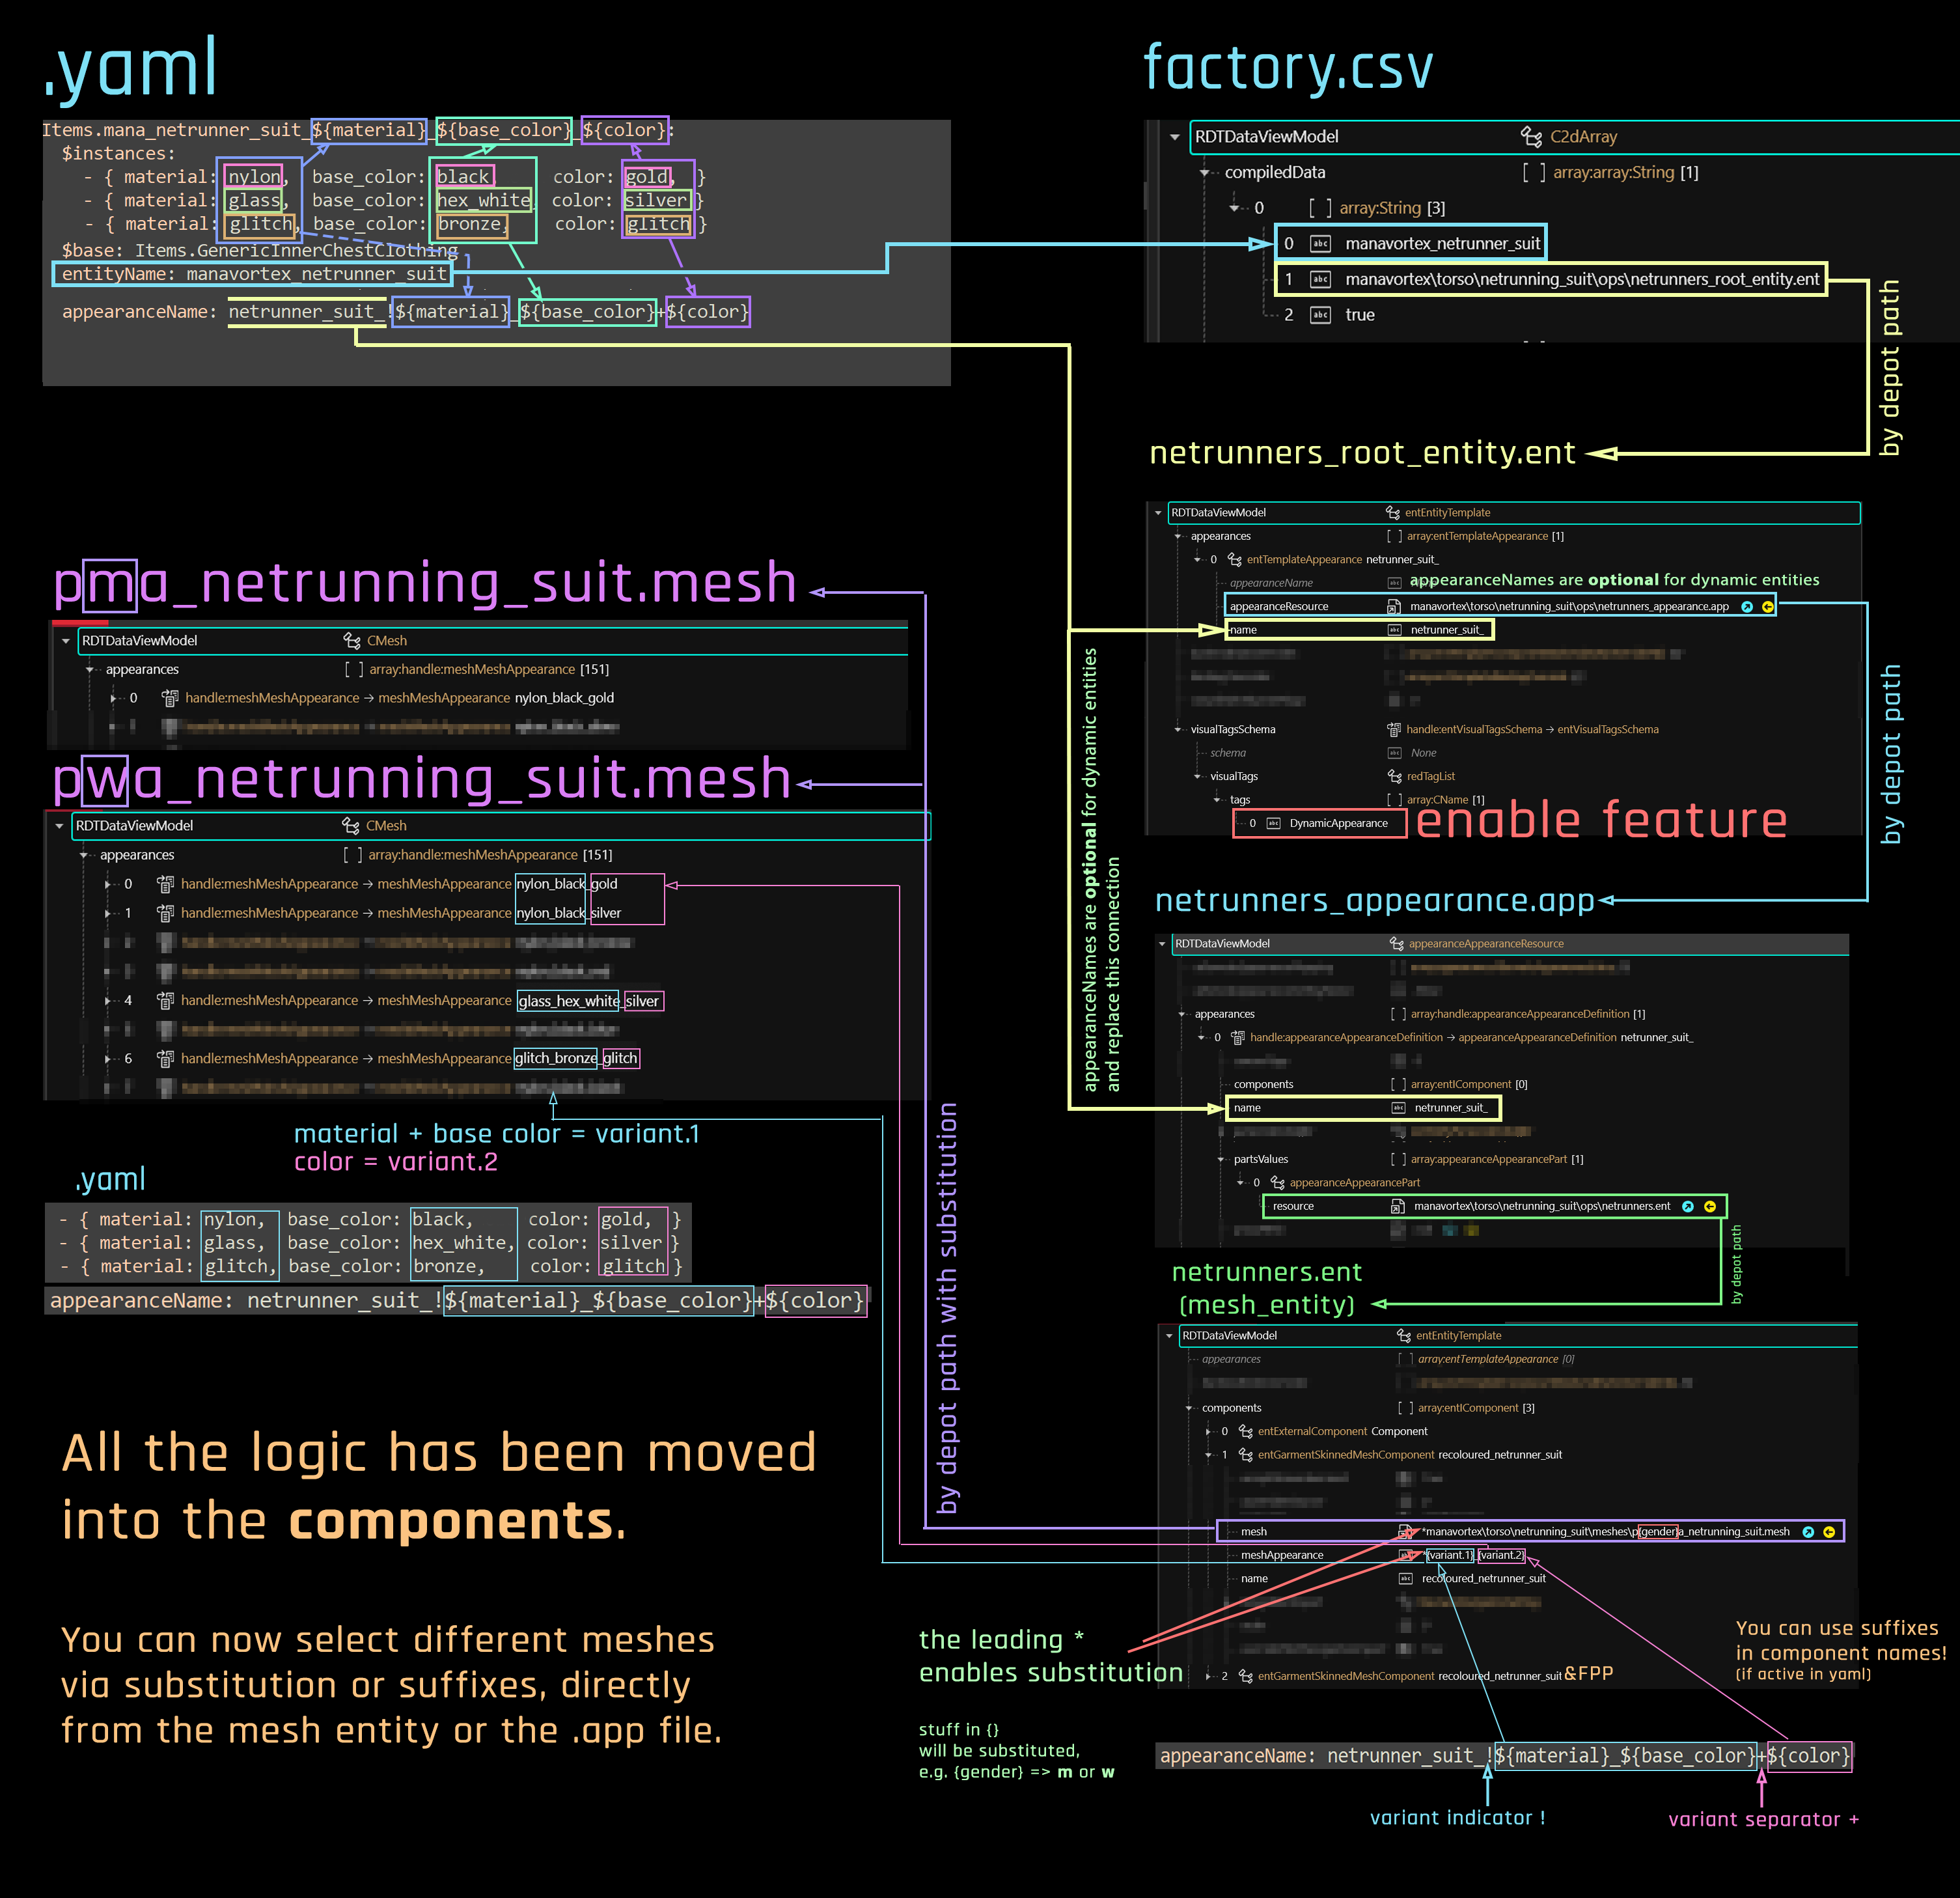 .yaml
Items.mana_netrunner_suit_${material}_${base_color}_${color}:
$instances:
- { material: nylon, base_color: black, color: gold, }
- { material: glass, base_color: hex_white, color: silver }
- { material: glitch, base_color: bronze, color: glitch }
$base: Items.GenericInnerChestClothing
entityName: manavortex_netrunner_suit
appearanceName: netrunner_suit_!${material}_${base_color}+${color}
factory.csv
RDTDataViewModel C2dArray
compiledData [ ] array:array:String [1]
0 [ ] array:String [3]
0 abc manavortex_netrunner_suit
1 abc manavortex\torso\netrunning_suit\ops\netrunners_root_entity.ent
2 abc true
by depot path
netrunners_root_entity.ent
RDTDataViewModel entEntityTemplate
appearances [ ] array:entTemplateAppearance [1]
0 entTemplateAppearance netrunner_suit_
appearanceName abc appearanceNames are optional for dynamic entities
appearanceResource manavortex\torso\netrunning_suit\ops\netrunners_appearance.app
name abc netrunner_suit_
visualTagsSchema handle:entVisualTagsSchema → entVisualTagsSchema
schema abc None
visualTags redTagList
tags [ ] array:CName [1]
0 abc DynamicAppearance enable feature
by depot path
appearanceNames are optional for dynamic entities
and replace this connection
pma_netrunning_suit.mesh
RDTDataViewModel CMesh
appearances [ ] array:handle:meshMeshAppearance [151]
0 handle:meshMeshAppearance → meshMeshAppearance nylon_black_gold
pwa_netrunning_suit.mesh
RDTDataViewModel CMesh
appearances [ ] array:handle:meshMeshAppearance [151]
0 handle:meshMeshAppearance → meshMeshAppearance nylon_black_gold
1 handle:meshMeshAppearance → meshMeshAppearance nylon_black_silver
4 handle:meshMeshAppearance → meshMeshAppearance glass_hex_white_silver
6 handle:meshMeshAppearance → meshMeshAppearance glitch_bronze_glitch
material + base color = variant.1
color = variant.2
.yaml
- { material: nylon, base_color: black, color: gold, }
- { material: glass, base_color: hex_white, color: silver }
- { material: glitch, base_color: bronze, color: glitch }
appearanceName: netrunner_suit_!${material}_${base_color}+${color}
by depot path with substitution
netrunners_appearance.app
RDTDataViewModel appearanceAppearanceResource
appearances [ ] array:handle:appearanceAppearanceDefinition [1]
0 handle:appearanceAppearanceDefinition → appearanceAppearanceDefinition netrunner_suit_
components [ ] array:entIComponent [0]
name abc netrunner_suit_
partsValues [ ] array:appearanceAppearancePart [1]
0 appearanceAppearancePart
resource manavortex\torso\netrunning_suit\ops\netrunners.ent
by depot path
netrunners.ent
(mesh_entity)
RDTDataViewModel entEntityTemplate
appearances [ ] array:entTemplateAppearance [0]
components [ ] array:entIComponent [3]
0 entExternalComponent Component
1 entGarmentSkinnedMeshComponent recoloured_netrunner_suit
mesh *manavortex\torso\netrunning_suit\meshes\p{gender}a_netrunning_suit.mesh
meshAppearance abc *{variant.1}_{variant.2}
name abc recoloured_netrunner_suit
2 entGarmentSkinnedMeshComponent recoloured_netrunner_suit &FPP
All the logic has been moved
into the components.
You can now select different meshes
via substitution or suffixes, directly
from the mesh entity or the .app file.
the leading *
enables substitution
stuff in {}
will be substituted,
e.g. {gender} => m or w
You can use suffixes
in component names!
(if active in yaml)
appearanceName: netrunner_suit_!${material}_${base_color}+${color}
variant indicator !
variant separator +